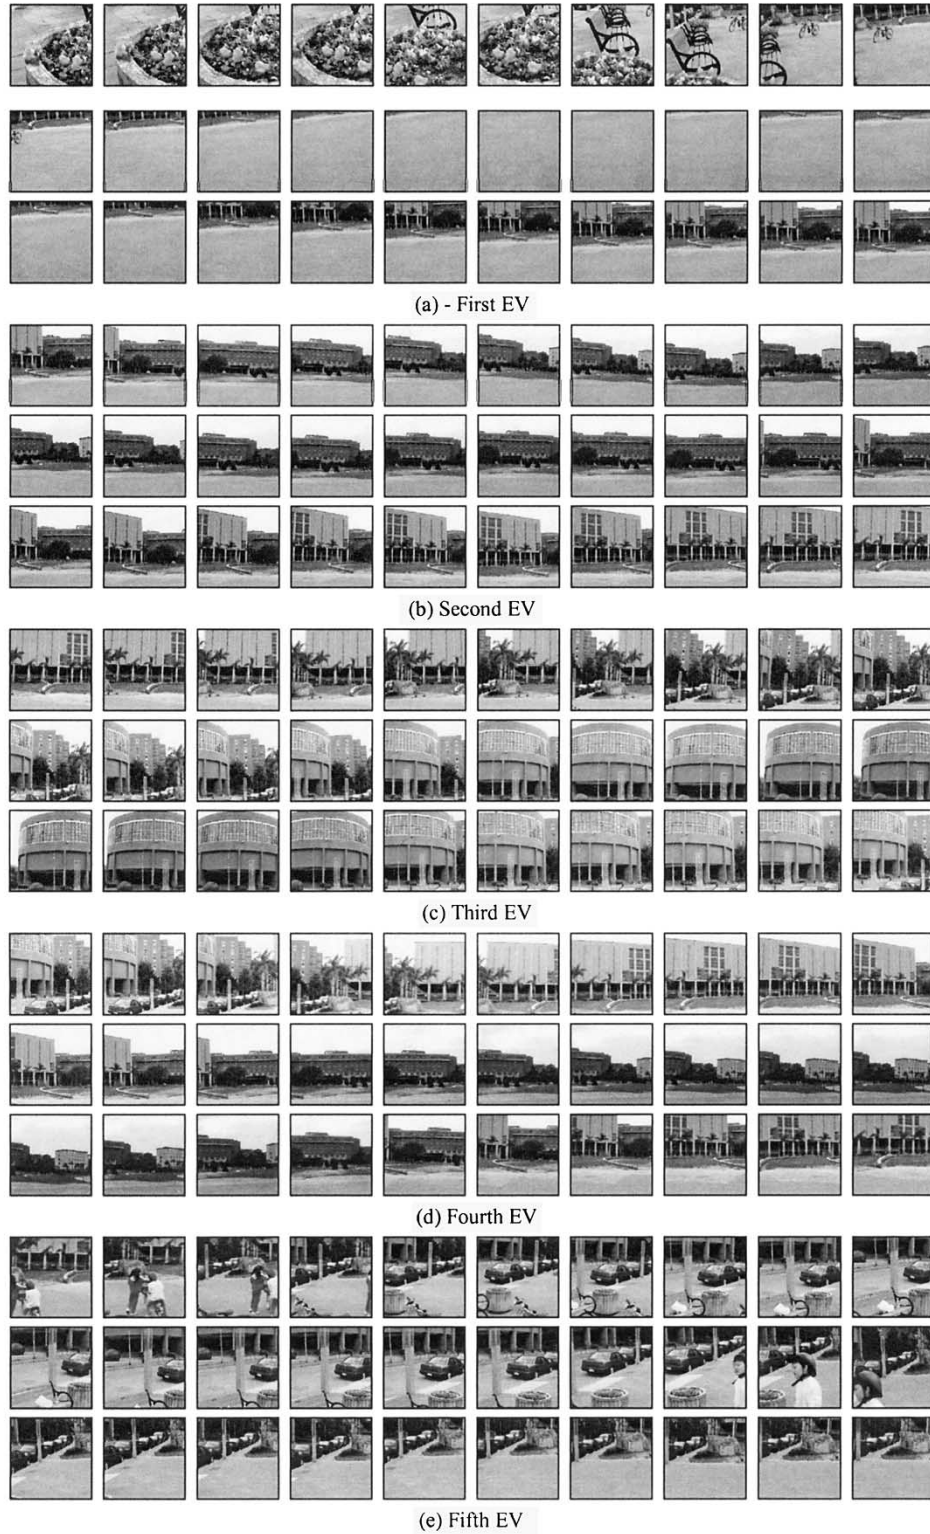 (a) - First EV
(b) Second EV
(c) Third EV
(d) Fourth EV
(e) Fifth EV